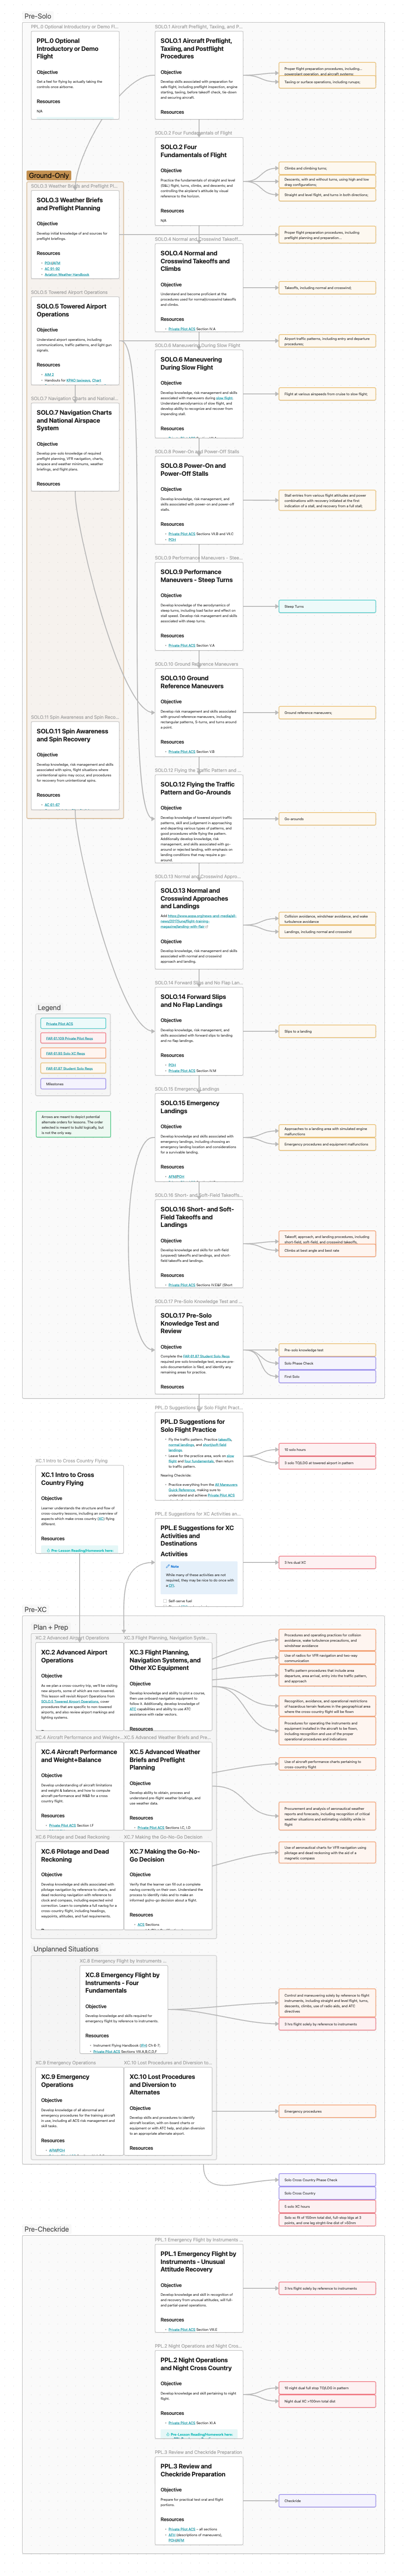 Pre-Solo
PPL.0 Optional Introductory or Demo Fl...
PPL.0 Optional
Introductory or Demo
Flight
Objective
Get a feel for flying by actually taking the
controls once airborne.
Resources
N/A
SOLO.1 Aircraft Preflight, Taxiing, and P...
SOLO.1 Aircraft Preflight,
Taxiing, and Postflight
Procedures
Objective
Develop skills associated with preparation for
safe flight, including preflight inspection, engine
starting, taxiing, before takeoff check, tie-down
and securing aircraft.
Resources
Proper flight preparation procedures, including...
powerplant operation, and aircraft systems;
Taxiing or surface operations, including runups;
SOLO.2 Four Fundamentals of Flight
SOLO.2 Four
Fundamentals of Flight
Objective
Practice the fundamentals of straight and level
(S&L) flight, turns, climbs, and descents, and
controlling the airplane's attitude by visual
reference to the horizon.
Resources
N/A
Climbs and climbing turns;
Descents, with and without turns, using high and low
drag configurations;
Straight and level flight, and turns in both directions;
Ground-Only
SOLO.3 Weather Briefs and Preflight Pl...
SOLO.3 Weather Briefs
and Preflight Planning
Objective
Develop initial knowledge of and sources for
preflight briefings.
Resources
PHAK/FM
AC 91-92
Aviation Weather Handbook
Proper flight preparation procedures, including
preflight planning and preparation...
SOLO.4 Normal and Crosswind Takeoff...
SOLO.4 Normal and
Crosswind Takeoffs and
Climbs
Objective
Understand and become proficient at the
procedures used for normal/crosswind takeoffs
and climbs.
Resources
Private Pilot ACS Section IV.A
Takeoffs, including normal and crosswind;
SOLO.5 Towered Airport Operations
SOLO.5 Towered Airport
Operations
Objective
Understand airport operations, including
communications, traffic patterns, and light gun
signals.
Resources
AIM 2
Handouts for KPAO taxiways, Chart
Airport traffic patterns, including entry and departure
procedures;
SOLO.6 Maneuvering During Slow Flight
SOLO.6 Maneuvering
During Slow Flight
Objective
Develop knowledge, risk management and skills
associated with maneuvers during slow flight.
Understand aerodynamics of slow flight, and
develop ability to recognize and recover from
impending stall.
Resources
Flight at various airspeeds from cruise to slow flight;
SOLO.7 Navigation Charts and National...
SOLO.7 Navigation Charts
and National Airspace
System
Objective
Develop pre-solo knowledge of required
preflight planning, VFR navigation, charts,
airspace and weather minimums, weather
briefings, and flight plans.
Resources
SOLO.8 Power-On and Power-Off Stalls
SOLO.8 Power-On and
Power-Off Stalls
Objective
Develop knowledge, risk management, and
skills associated with power-on and power-off
stalls.
Resources
Private Pilot ACS Sections VII.B and VII.C
POH
Stall entries from various flight attitudes and power
combinations with recovery initiated at the first
indication of a stall, and recovery from a full stall;
SOLO.9 Performance Maneuvers - Stee...
SOLO.9 Performance
Maneuvers - Steep Turns
Objective
Develop knowledge of the aerodynamics of
steep turns, including load factor and effect on
stall speed. Develop risk management and skills
associated with steep turns.
Resources
Private Pilot ACS Section V.A
Steep Turns
SOLO.10 Ground Reference Maneuvers
SOLO.10 Ground
Reference Maneuvers
Objective
Develop risk management and skills associated
with ground reference maneuvers, including
rectangular patterns, S-turns, and turns around
a point.
Resources
Private Pilot ACS Section V.B
Ground reference maneuvers;
SOLO.11 Spin Awareness and Spin Reco...
SOLO.11 Spin Awareness
and Spin Recovery
Objective
Develop knowledge, risk management and skills
associated with spins, flight situations where
unintentional spins may occur, and procedures
for recovery from unintentional spins.
Resources
AC 61-67
SOLO.12 Flying the Traffic Pattern and ...
SOLO.12 Flying the Traffic
Pattern and Go-Arounds
Objective
Develop knowledge of towered airport traffic
patterns, skill and judgement in approaching
and departing various types of patterns, and
good procedures while flying the pattern.
Additionally, develop knowledge, risk
management, and skills associated with go-
around or rejected landing, with emphasis on
landing conditions that may require a go-
around.
Go-arounds
SOLO.13 Normal and Crosswind Appro...
SOLO.13 Normal and
Crosswind Approaches
and Landings
Objective
Develop knowledge, risk management and skills
associated with normal and crosswind
approach and landing.
Collision avoidance, windshear avoidance, and wake
turbulence avoidance
Landings, including normal and crosswind
SOLO.14 Forward Slips and No Flap Lan...
SOLO.14 Forward Slips
and No Flap Landings
Objective
Develop knowledge, risk management, and skills
associated with forward slips to landing
and no flap landings.
Resources
POH
Private Pilot ACS Section IV.M
Slips to a landing
Legend
Private Pilot ACS
FAR 61.109 Private Pilot Reqs
FAR 61.93 Solo XC Reqs
FAR 61.87 Student Solo Reqs
Milestones
Arrows are meant to depict potential
alternate orders for lessons. The order
selected is meant to build logically, but
is not the only way.
SOLO.15 Emergency Landings
SOLO.15 Emergency
Landings
Objective
Develop knowledge and skills associated with
emergency landings, including choosing an
emergency landing location and considerations
for a survivable landing.
Resources
AFM/POH
Approaches to a landing area with simulated engine
malfunctions
Emergency procedures and equipment malfunctions
SOLO.16 Short- and Soft-Field Takeoffs...
SOLO.16 Short- and Soft-
Field Takeoffs and
Landings
Objective
Develop knowledge and skills for soft-field
(unpaved) takeoffs and landings, and short-
field takeoffs and landings.
Resources
Private Pilot ACS Sections IV.E&F (Short
Takeoff, approach, and landing procedures, including
short-field, soft-field, and crosswind takeoffs,
Climbs at best angle and best rate
SOLO.17 Pre-Solo Knowledge Test and ...
SOLO.17 Pre-Solo
Knowledge Test and
Review
Objective
Complete the FAR 61.87 Student Solo Reqs
required pre-solo knowledge test, ensure pre-
solo documentation is filed, and identify any
remaining areas for practice.
Resources
Pre-solo knowledge test
Solo Phase Check
First Solo
PPL.D Suggestions for Solo Flight Pract...
PPL.D Suggestions for
Solo Flight Practice
Fly the traffic pattern. Practice takeoffs,
normal landings, and short/soft field
landings.
Leave for the practice area, work on slow
flight and four fundamentals, then return
to traffic pattern.
Nearing Checkride:
Practice everything from the All Maneuvers
Quick Reference, making sure to
understand and achieve Private Pilot ACS
10 solo hours
3 solo TOLDG at towered airport in pattern
XC.1 Intro to Cross Country Flying
XC.1 Intro to Cross
Country Flying
Objective
Understand the structure and flow of cross
country lessons, including an overview of
aspects which make cross country (XC) flying
different.
Resources
Pre-Lesson Reading/Homework here:
PPL.E Suggestions for XC Activities an...
PPL.E Suggestions for XC
Activities and
Destinations
Activities
Note
While many of these activities are not
required, they may be nice to do once with
a CFI.
Self-serve fuel
3 hrs dual XC
Pre-XC
Plan + Prep
XC.2 Advanced Airport Operations
XC.2 Advanced Airport
Operations
Objective
As we plan a cross country trip, we'll be visiting
new airports, some of which are non-towered.
This lesson will revisit Airport Operations from
SOLO.5 Towered Airport Operations, cover
procedures that are specific to non-towered
airports, and also review airport markings and
lighting systems.
XC.3 Flight Planning, Navigation Syste...
XC.3 Flight Planning,
Navigation Systems, and
Other XC Equipment
Objective
Develop knowledge and ability to pilot a course,
then use onboard navigation equipment to
follow it. Additionally, develop knowledge of
ATC capabilities and ability to use ATC
assistance with radar vectors.
Resources
Procedures and operating practices for collision
avoidance, wake turbulence precautions, and
windshear avoidance
Use of radios for VFR navigation and two-way
communication
Traffic pattern procedures that include area
departure, area arrival, entry into the traffic pattern,
and approach
Recognition, avoidance, and operational restrictions
of hazardous terrain features in the geographical area
where the cross country flight will be flown
Procedures for operating the instruments and
equipment installed in the aircraft to be flown,
including recognition and use of the proper
operational procedures and indications
XC.4 Aircraft Performance and Weight+...
XC.4 Aircraft Performance
and Weight+Balance
Objective
Develop understanding of aircraft limitations
and weight & balance, and how to compute
aircraft performance and W&B for a cross
country flight.
Resources
Private Pilot ACS Section I.F
XC.5 Advanced Weather Briefs and Pre...
XC.5 Advanced Weather
Briefs and Preflight
Planning
Objective
Develop ability to obtain, process and
understand pre-flight weather briefings, and
use weather data.
Resources
Private Pilot ACS Sections I.C, I.D
Use of aircraft performance charts pertaining to
cross-country flight
Procurement and analysis of aeronautical weather
reports and forecasts, including recognition of critical
weather situations and estimating visibility while in
flight
XC.6 Pilotage and Dead Reckoning
XC.6 Pilotage and Dead
Reckoning
Objective
Develop knowledge and skills associated with
pilotage navigation by reference to charts, and
dead reckoning navigation with reference to
clock and compass, including expected wind
correction. Learn to complete a full navlog for a
cross country flight, including headings,
sequence, altitudes, and fuel requirements.
XC.7 Making the Go-No-Go Decision
XC.7 Making the Go-No-
Go Decision
Objective
Verify that the learner can fill out a complete
navlog correctly on their own. Understand the
process to identify risks and to make an
informed go/no-go decision about a flight.
Resources
ACS Sections
Use of aeronautical charts for VFR navigation using
pilotage and dead reckoning with the aid of a
magnetic compass
Unplanned Situations
XC.8 Emergency Flight by Instruments ...
XC.8 Emergency Flight by
Instruments - Four
Fundamentals
Objective
Develop knowledge and skills required for
emergency flight by reference to instruments.
Resources
Instrument Flying Handbook (IFH) Ch 6-7;
Private Pilot ACS Sections VIII.A,B,C,D,F
Control and maneuvering solely by reference to flight
instruments, including straight and level flight, turns,
descents, climbs, use of radio aids, and ATC
directives
3 hrs flight solely by reference to instruments
XC.9 Emergency Operations
XC.9 Emergency
Operations
Objective
Develop knowledge of all abnormal and
emergency procedures for the training aircraft
in use, including all ACS risk management and
skill tasks.
Resources
AFM/POH
XC.10 Lost Procedures and Diversion to...
XC.10 Lost Procedures
and Diversion to
Alternates
Objective
Develop skills and procedures to identify
aircraft location, with on-board charts or
equipment or with ATC help, and plan diversion
to an appropriate alternate airport.
Resources
Emergency procedures
Solo Cross Country Phase Check
Solo Cross Country
5 solo XC hours
Solo XC of 150nm total dist, full-stop ldgs at 3
points, and one leg stright-line dist of >50nm
Pre-Checkride
PPL.1 Emergency Flight by Instruments ...
PPL.1 Emergency Flight by
Instruments - Unusual
Attitude Recovery
Objective
Develop knowledge and skill in recognition of
and recovery from unusual attitudes, with full-
and partial-panel operations.
Resources
Private Pilot ACS Section VIII.E
3 hrs flight solely by reference to instruments
PPL.2 Night Operations and Night Cros...
PPL.2 Night Operations
and Night Cross Country
Objective
Develop knowledge and skill pertaining to night
flight.
Resources
Private Pilot ACS Section XI.A
Pre-Lesson Reading/Homework here:
10 night dual full stop TOLDG in pattern
Night dual XC >100nm total dist
PPL.3 Review and Checkride Preparation
PPL.3 Review and
Checkride Preparation
Objective
Prepare for practical test oral and flight
portions.
Resources
Private Pilot ACS - all sections
AFH (descriptions of maneuvers),
PHAK/AFM
Checkride